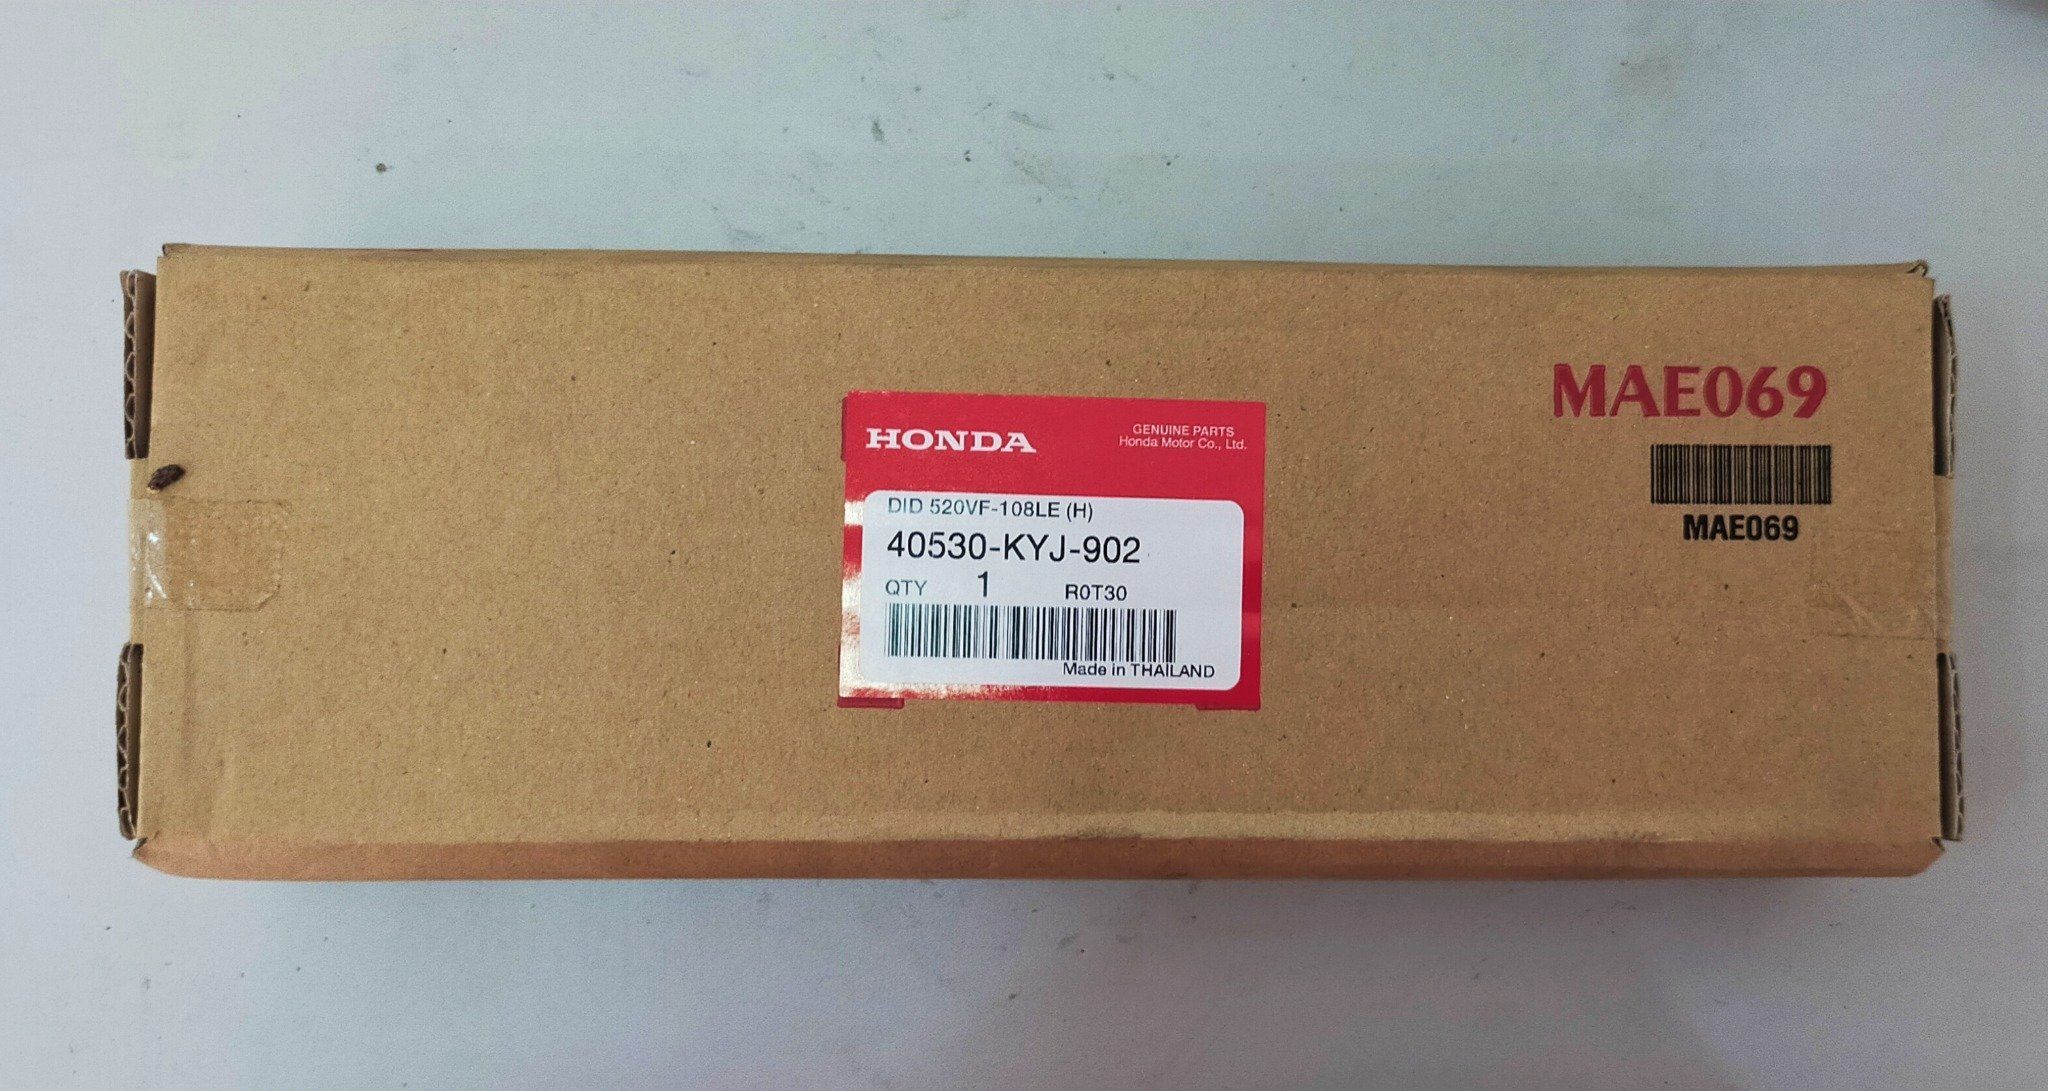 HONDA
GENUINE PARTS
Honda Motor Co., Ltd.
DID 520VF-108LE (H)
40530-KYJ-902
QTY 1 R0T30
Made in THAILAND
MAE069
MAE069